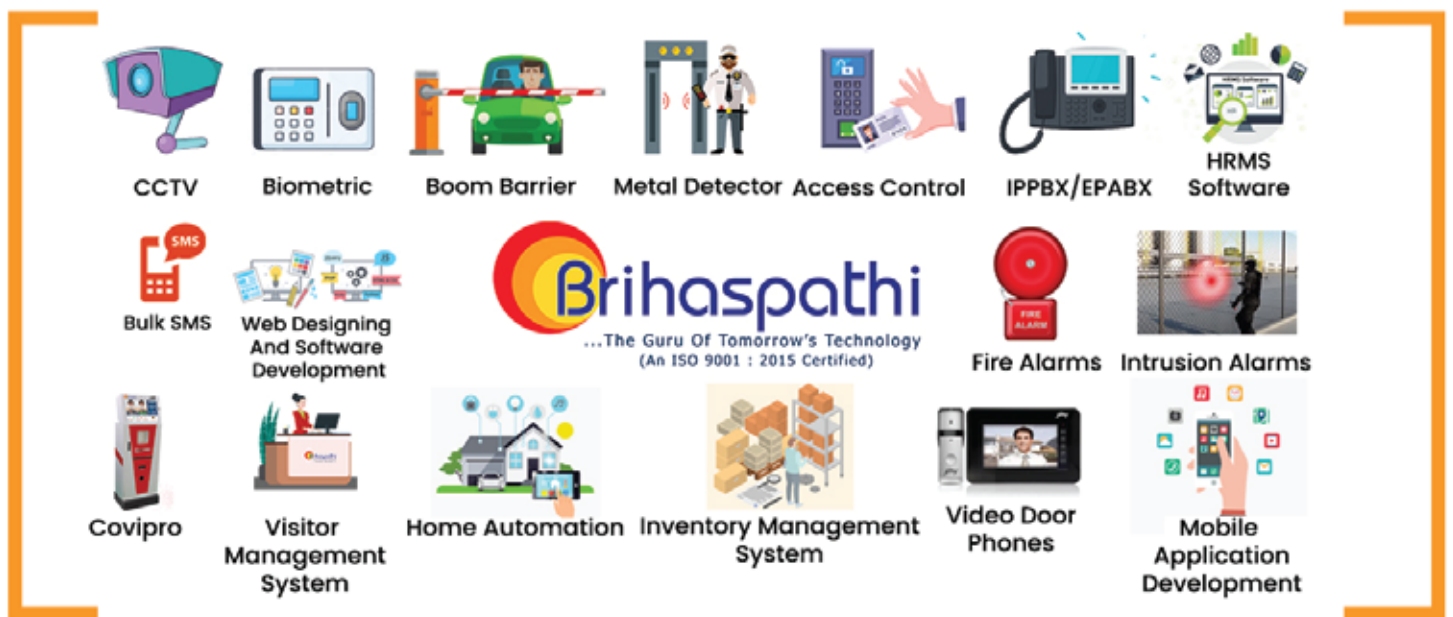 CCTV
Biometric
Boom Barrier
Metal Detector
Access Control
IPPBX/EPABX
HRMS Software
HRMS
Software
SMS
Bulk SMS
Web Designing
And Software
Development
Brihaspathi
...The Guru Of Tomorrow's Technology
(An ISO 9001 : 2015 Certified)
FIRE
ALARM
Fire Alarms
Intrusion Alarms
Covipro
Visitor
Management
System
Home Automation
Inventory Management
System
Video Door
Phones
Mobile
Application
Development